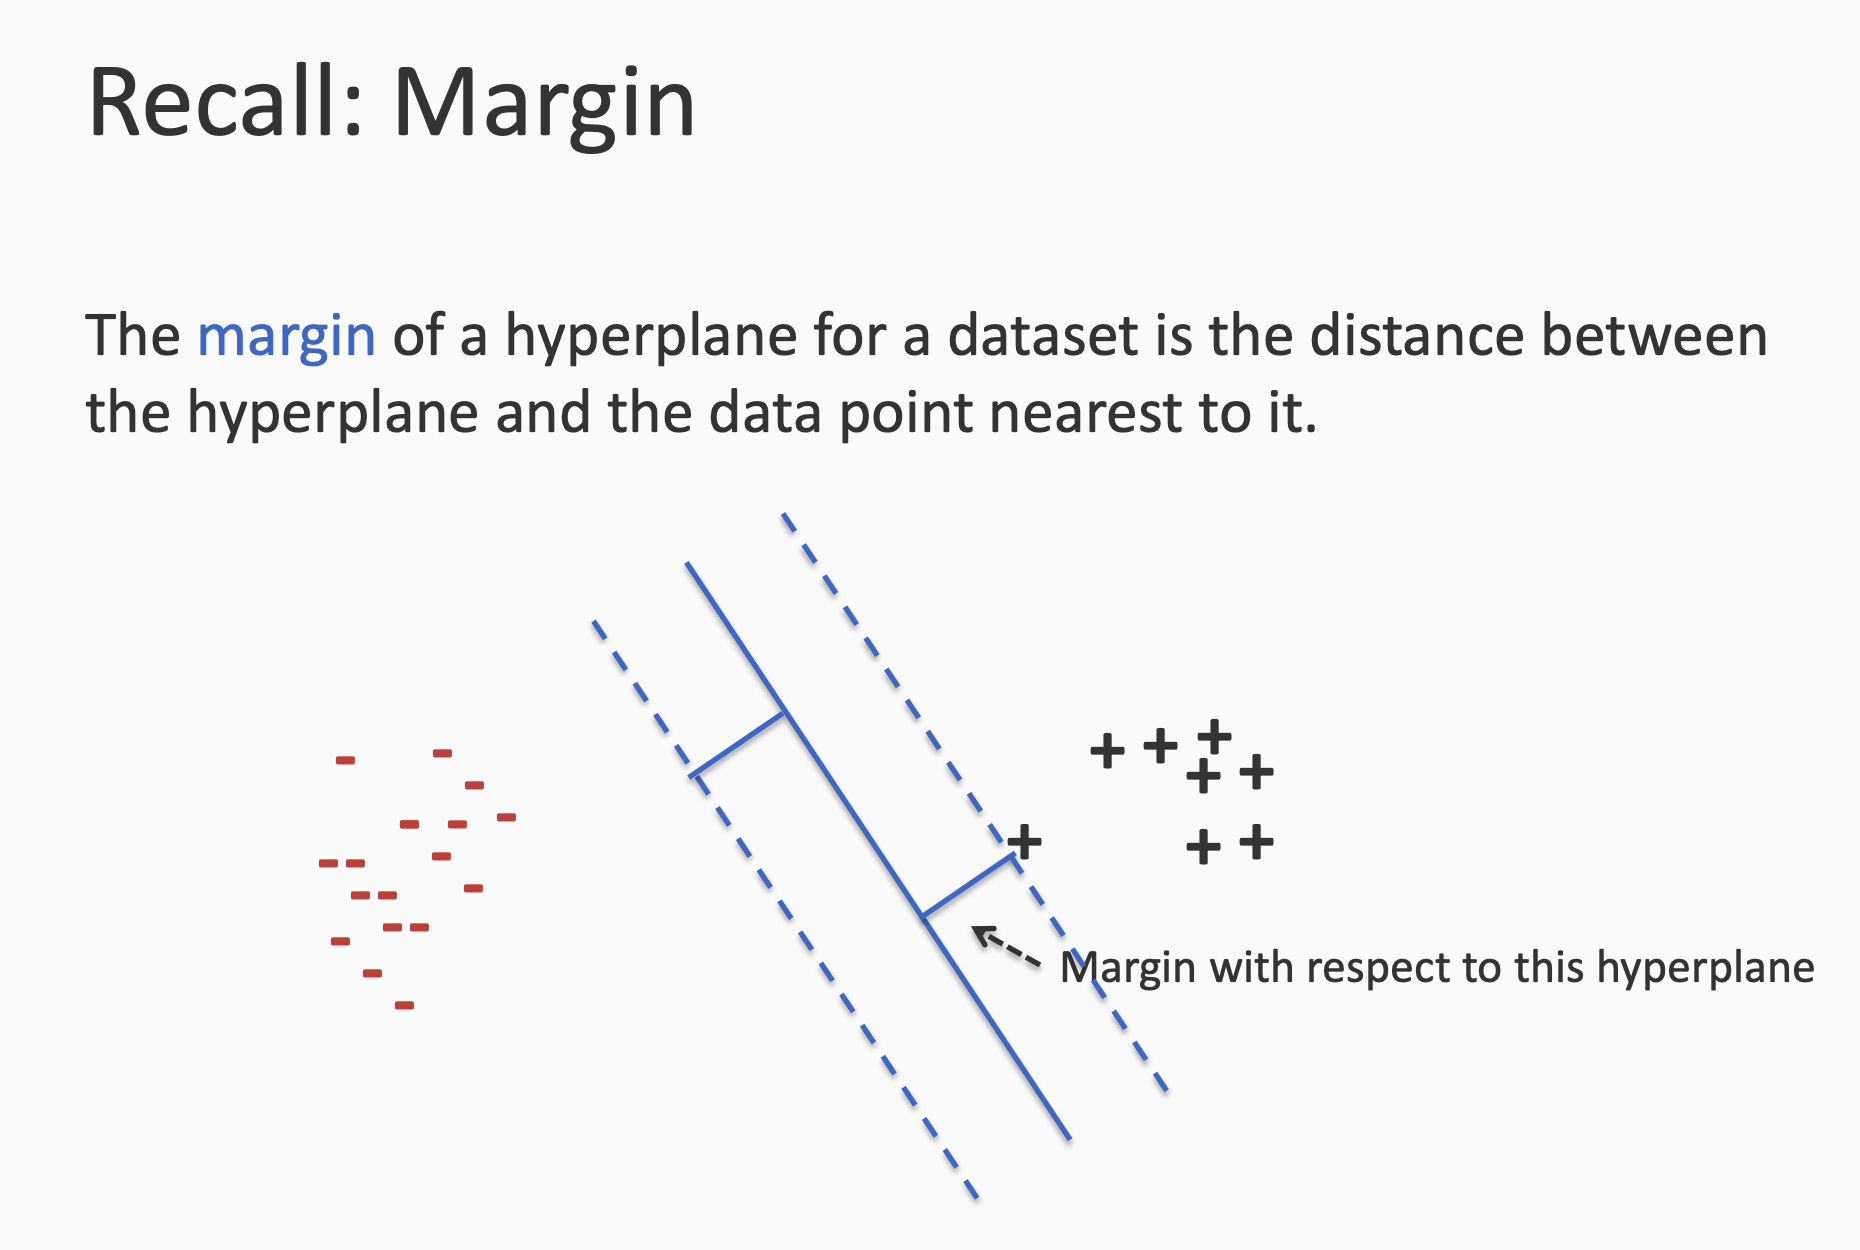 Recall: Margin
The margin of a hyperplane for a dataset is the distance between
the hyperplane and the data point nearest to it.
Margin with respect to this hyperplane